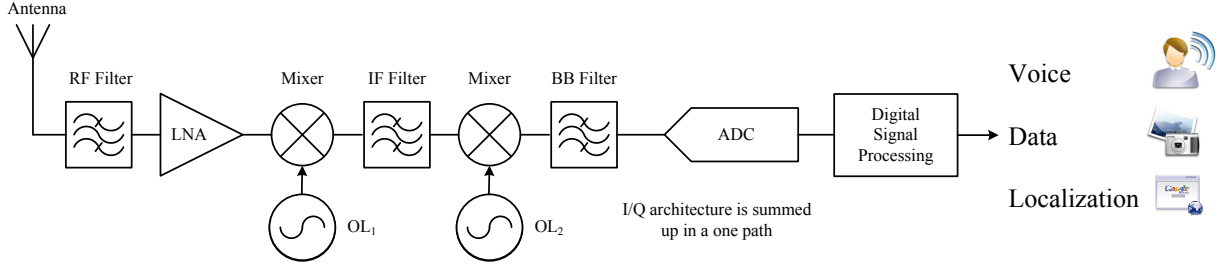 Antenna
RF Filter
LNA
Mixer
OL₁
IF Filter
Mixer
OL₂
BB Filter
ADC
Digital
Signal
Processing
I/Q architecture is summed
up in a one path
Voice
Data
Localization
Google